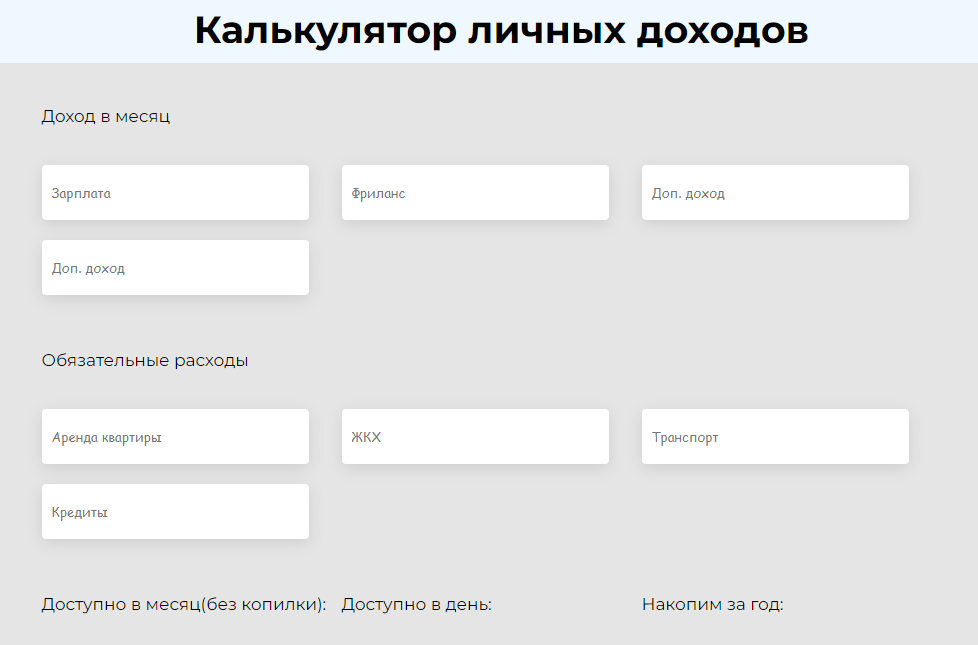 Калькулятор личных доходов
Доход в месяц
Зарплата Фриланс Доп. доход
Доп. доход
Обязательные расходы
Аренда квартиры ЖКХ Транспорт
Кредиты
Доступно в месяц(без копилки): Доступно в день: Накопим за год: